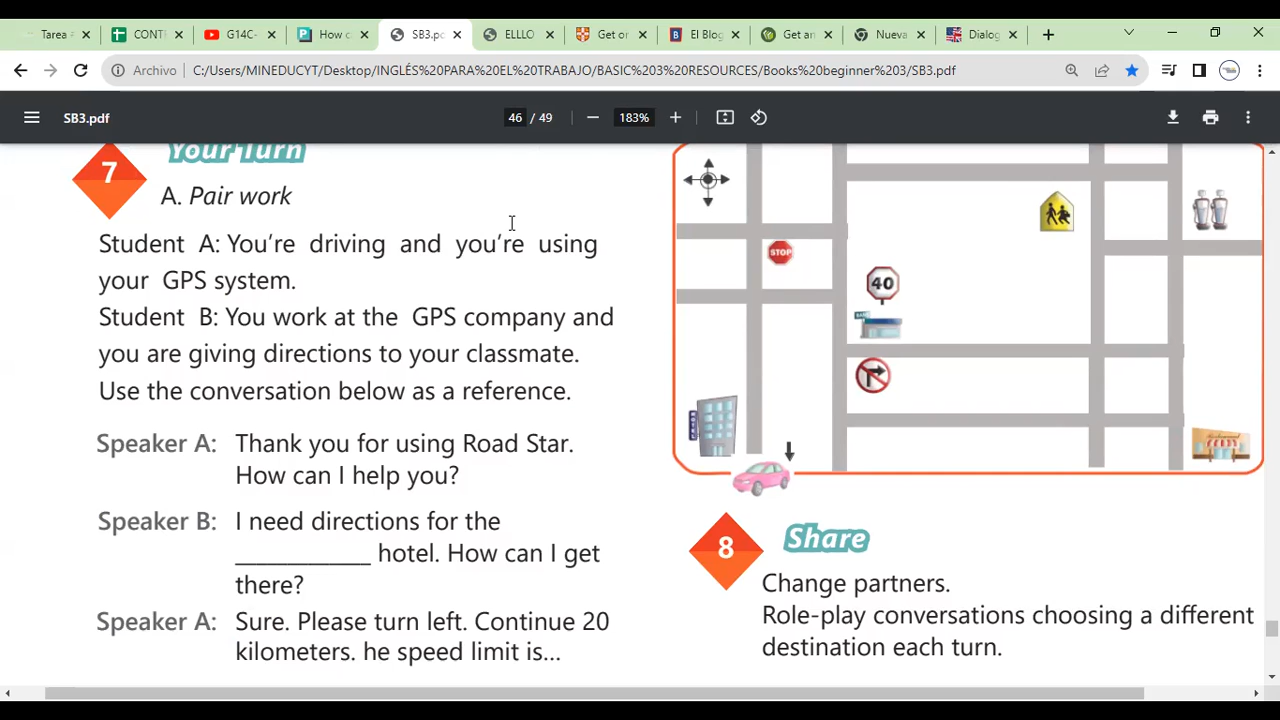 Tarea
CONTI
G14C-
How c
SB3.pd
ELLLO
Get or
El Blog
Get an
Nueva
Dialog
Archivo
C:/Users/MINEDUCYT/Desktop/INGLÉS%20PARA%20EL%20TRABAJO/BASIC%203%20RESOURCES/Books%20beginner%203/SB3.pdf
SB3.pdf
46 / 49
183%
7
Your Turn
A. Pair work
Student A: You're driving and you're using
your GPS system.
Student B: You work at the GPS company and
you are giving directions to your classmate.
Use the conversation below as a reference.
Speaker A: Thank you for using Road Star.
How can I help you?
Speaker B: I need directions for the
______________ hotel. How can I get
there?
Speaker A: Sure. Please turn left. Continue 20
kilometers. he speed limit is...
STOP
40
BANK
HOTEL
8
Share
Change partners.
Role-play conversations choosing a different
destination each turn.